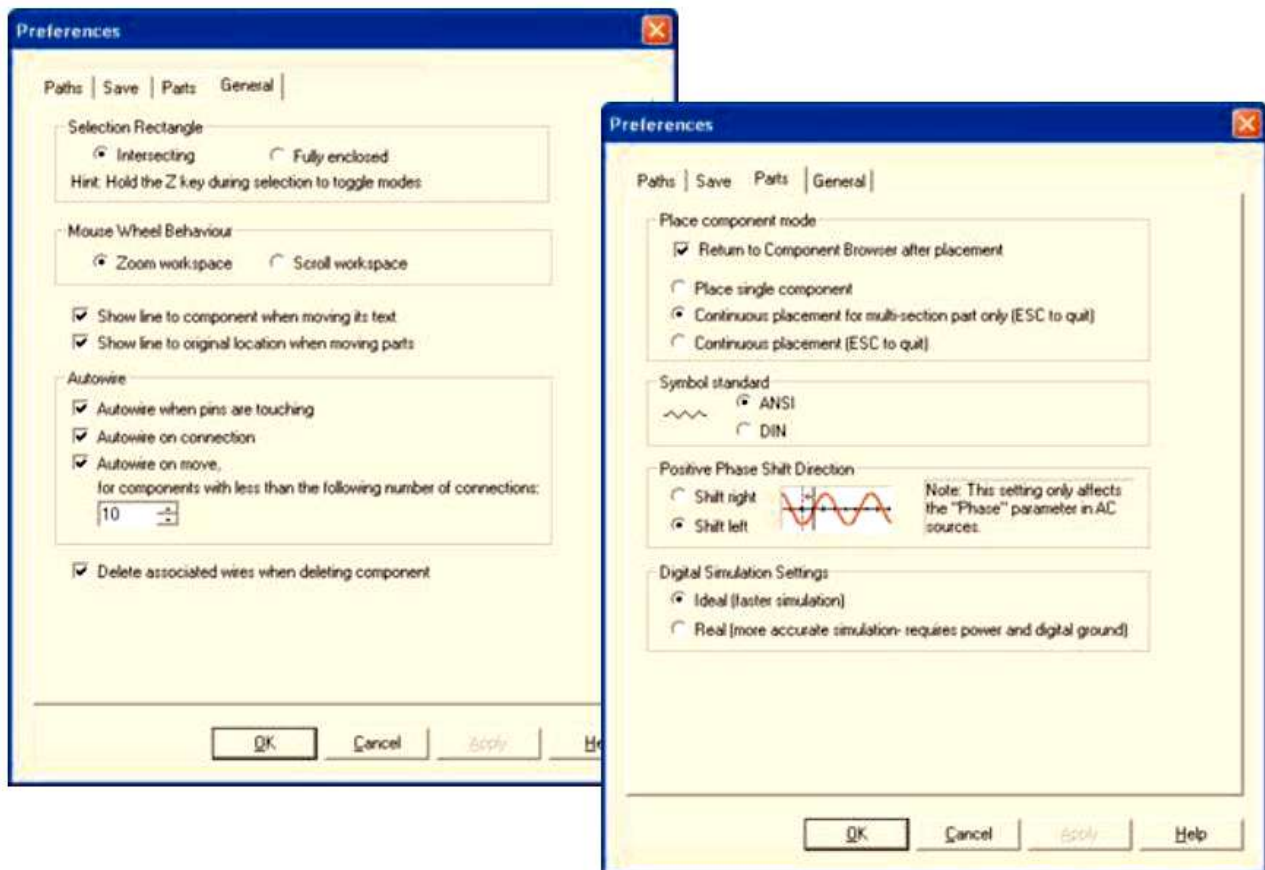 Preferences
Paths Save Parts General
Selection Rectangle
Intersecting Fully enclosed
Hint: Hold the Z key during selection to toggle modes
Mouse Wheel Behaviour
Zoom workspace Scroll workspace
Show line to component when moving its text
Show line to original location when moving parts
Autowire
Autowire when pins are touching
Autowire on connection
Autowire on move,
for components with less than the following number of connections:
10
Delete associated wires when deleting component
OK Cancel Apply He
Preferences
Paths Save Parts General
Place component mode
Return to Component Browser after placement
Place single component
Continuous placement for multi-section part only (ESC to quit)
Continuous placement (ESC to quit)
Symbol standard
ANSI
DIN
Positive Phase Shift Direction
Shift right
Shift left
Note: This setting only affects
the "Phase" parameter in AC
sources.
Digital Simulation Settings
Ideal (faster simulation)
Real (more accurate simulation- requires power and digital ground)
OK Cancel Apply Help